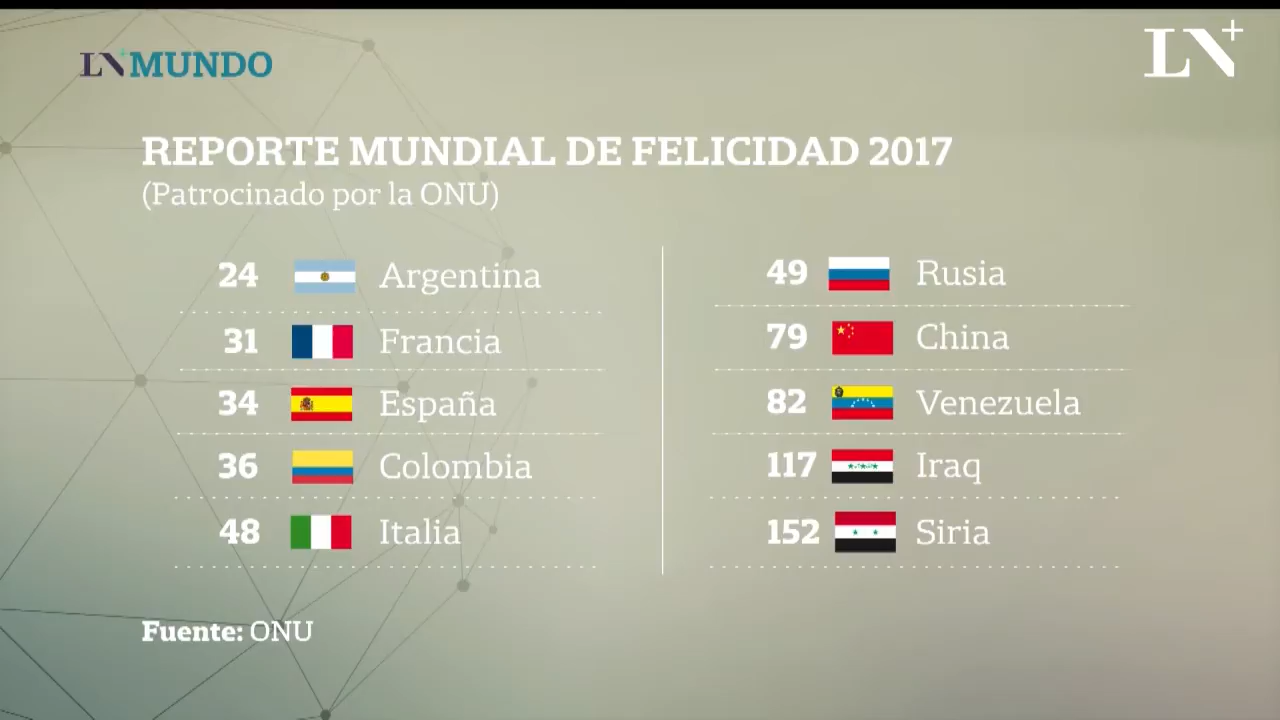 LN+ MUNDO
LN+
REPORTE MUNDIAL DE FELICIDAD 2017
(Patrocinado por la ONU)
24 Argentina
31 Francia
34 España
36 Colombia
48 Italia
49 Rusia
79 China
82 Venezuela
117 Iraq
152 Siria
Fuente: ONU